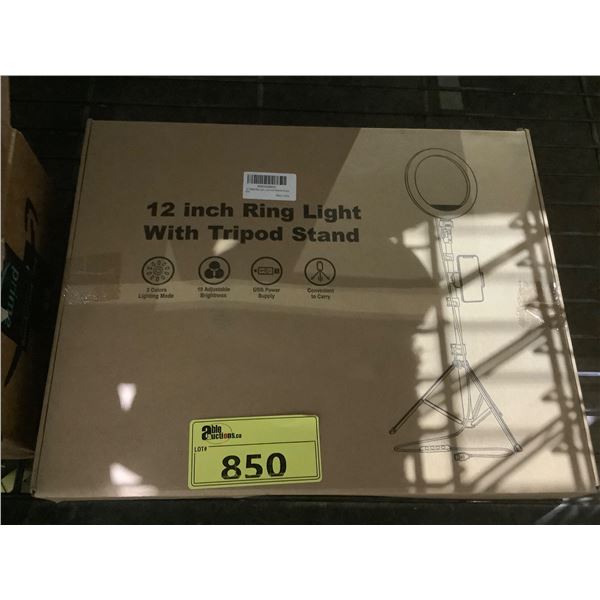 12 inch Ring Light
With Tripod Stand
3 Colors
Lighting Mode
10 Adjustable
Brightness
USB Power
Supply
Convenient
to Carry
able
auctions.ca
LOT#
850
prime